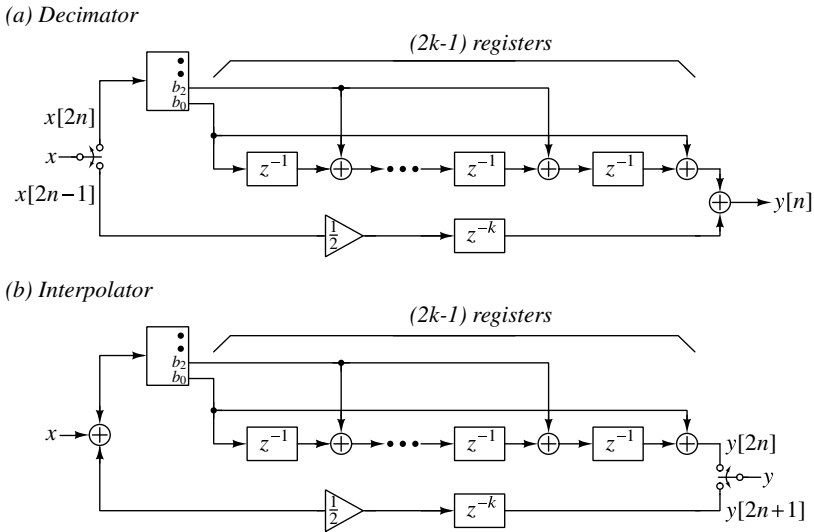 (a) Decimator
(2k-1) registers
b₂
b₀
x[2n]
x
x[2n−1]
z⁻¹
z⁻¹
z⁻¹
y[n]
1/2
z⁻ᵏ
(b) Interpolator
(2k-1) registers
b₂
b₀
x
z⁻¹
z⁻¹
z⁻¹
y[2n]
y
1/2
z⁻ᵏ
y[2n+1]